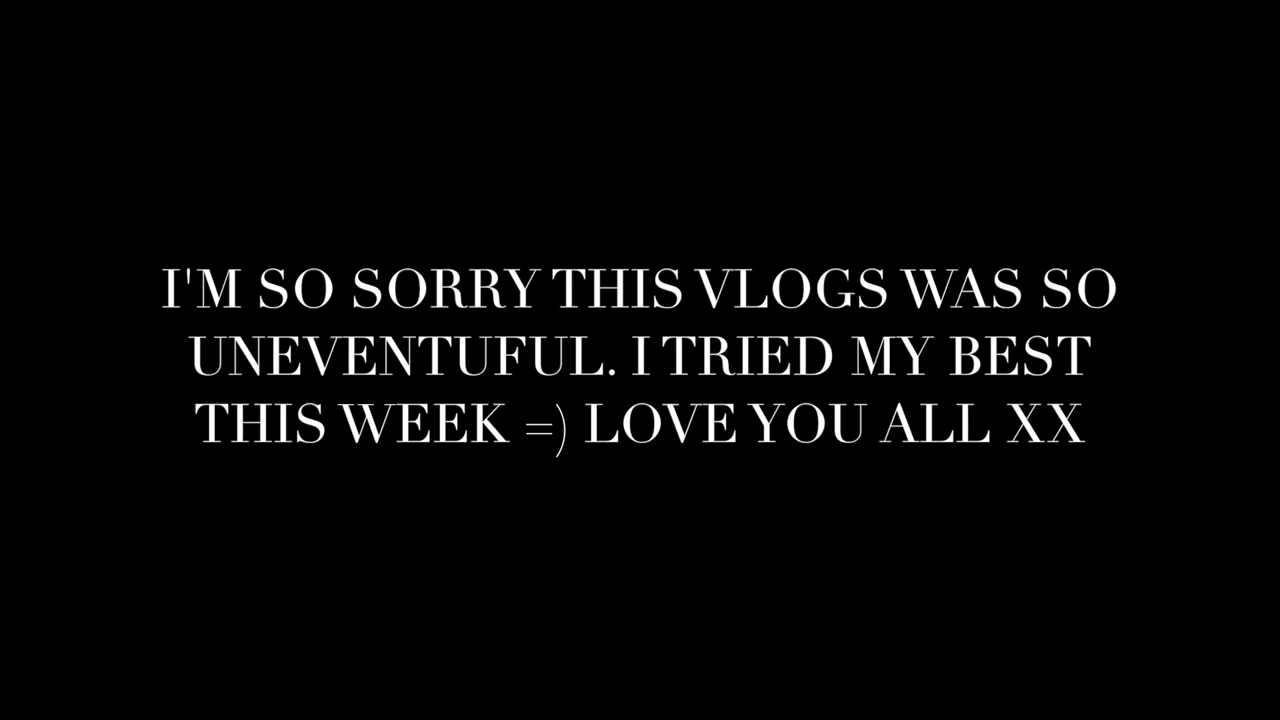 I'M SO SORRY THIS VLOGS WAS SO
UNEVENTUFUL. I TRIED MY BEST
THIS WEEK =) LOVE YOU ALL XX